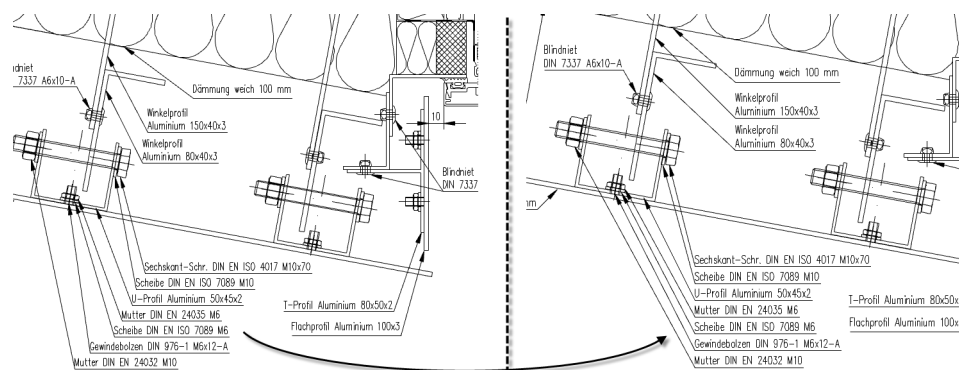 ndniet
7337 A6x10-A
Dämmung weich 100 mm
Winkelprofil
Aluminium 150x40x3
Winkelprofil
Aluminium 80x40x3
10
Blindniet
DIN 7337
Sechskant-Schr. DIN EN ISO 4017 M10x70
Scheibe DIN EN ISO 7089 M10
U-Profil Aluminium 50x45x2
Mutter DIN EN 24035 M6
Scheibe DIN EN ISO 7089 M6
Gewindebolzen DIN 976-1 M6x12-A
Mutter DIN EN 24032 M10
T-Profil Aluminium 80x50x2
Flachprofil Aluminium 100x3
Blindniet
DIN 7337 A6x10-A
Dämmung weich 100 mm
Winkelprofil
Aluminium 150x40x3
Winkelprofil
Aluminium 80x40x3
nm
Sechskant-Schr. DIN EN ISO 4017 M10x70
Scheibe DIN EN ISO 7089 M10
U-Profil Aluminium 50x45x2
Mutter DIN EN 24035 M6
Scheibe DIN EN ISO 7089 M6
Gewindebolzen DIN 976-1 M6x12-A
Mutter DIN EN 24032 M10
T-Profil Aluminium 80x50x
Flachprofil Aluminium 100x